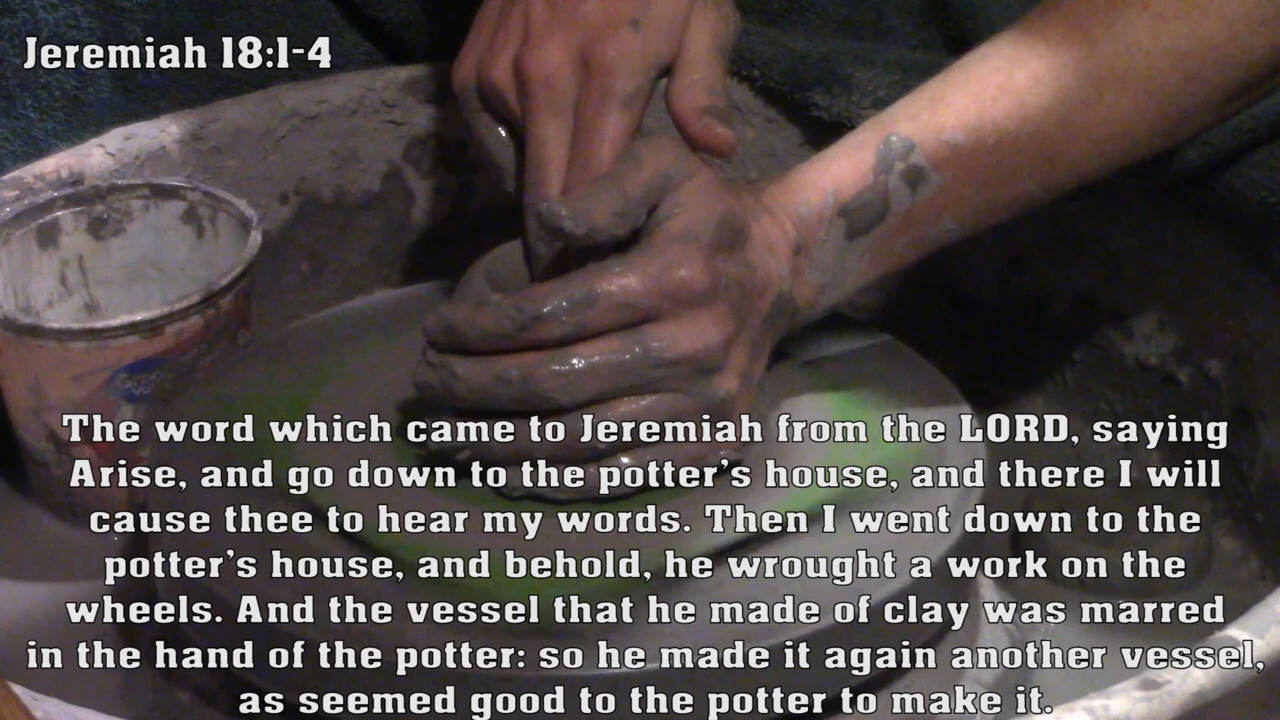 Jeremiah 18:1-4
The word which came to Jeremiah from the LORD, saying
Arise, and go down to the potter's house, and there I will
cause thee to hear my words. Then I went down to the
potter's house, and behold, he wrought a work on the
wheels. And the vessel that he made of clay was marred
in the hand of the potter: so he made it again another vessel,
as seemed good to the potter to make it.